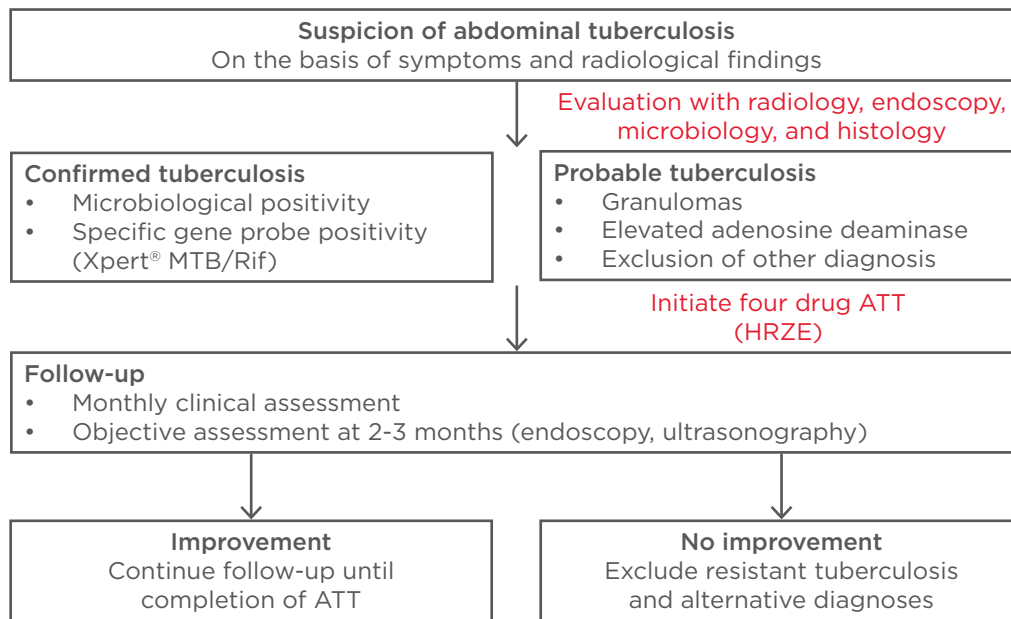 Suspicion of abdominal tuberculosis
On the basis of symptoms and radiological findings
Evaluation with radiology, endoscopy,
microbiology, and histology
Confirmed tuberculosis
• Microbiological positivity
• Specific gene probe positivity
(Xpert® MTB/Rif)
Probable tuberculosis
• Granulomas
• Elevated adenosine deaminase
• Exclusion of other diagnosis
Initiate four drug ATT
(HRZE)
Follow-up
• Monthly clinical assessment
• Objective assessment at 2-3 months (endoscopy, ultrasonography)
Improvement
Continue follow-up until
completion of ATT
No improvement
Exclude resistant tuberculosis
and alternative diagnoses